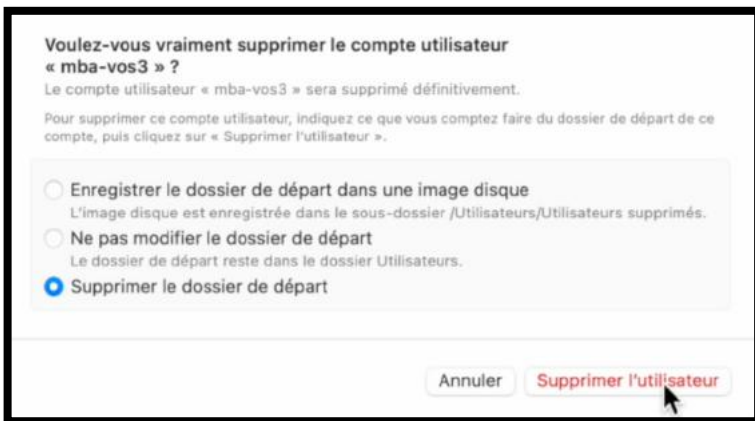 Voulez-vous vraiment supprimer le compte utilisateur
« mba-vos3 » ?
Le compte utilisateur « mba-vos3 » sera supprimé définitivement.
Pour supprimer ce compte utilisateur, indiquez ce que vous comptez faire du dossier de départ de ce
compte, puis cliquez sur « Supprimer l'utilisateur ».
Enregistrer le dossier de départ dans une image disque
L'image disque est enregistrée dans le sous-dossier /Utilisateurs/Utilisateurs supprimés.
Ne pas modifier le dossier de départ
Le dossier de départ reste dans le dossier Utilisateurs.
Supprimer le dossier de départ
Annuler Supprimer l'utilisateur